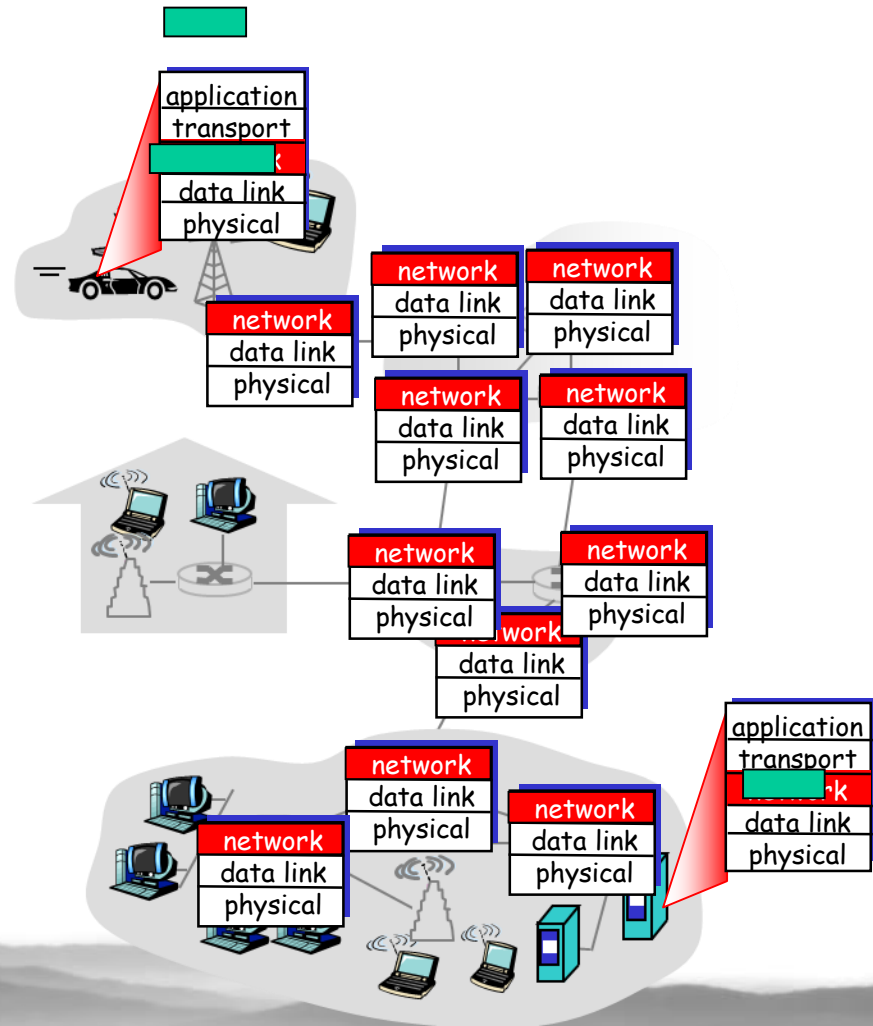 application
transport
data link
physical
network
data link
physical
network
data link
physical
network
data link
physical
network
data link
physical
network
data link
physical
network
data link
physical
network
data link
physical
data link
physical
application
transport
data link
physical
network
data link
physical
network
data link
physical
network
data link
physical